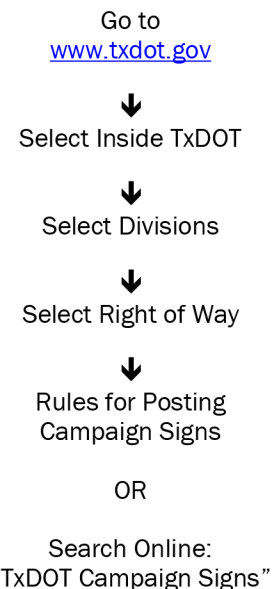 Go to
www.txdot.gov
🡻
Select Inside TxDOT
🡻
Select Divisions
🡻
Select Right of Way
🡻
Rules for Posting
Campaign Signs
OR
Search Online:
TxDOT Campaign Signs”